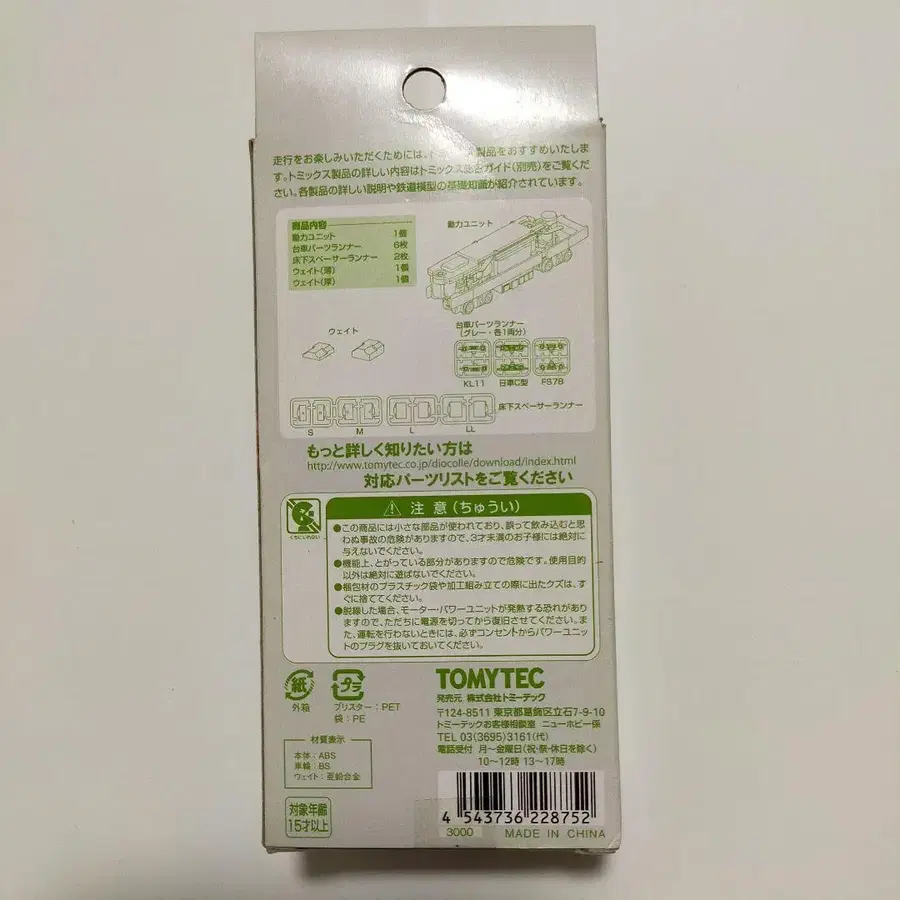 走行をお楽しみいただくためには、ト 製品をおすすめいたしま
す。トミックス製品の詳しい内容はトミックス総合ガイド(別売)をご覧くだ
さい。各製品の詳しい説明や鉄道模型の基礎知識が紹介されています。
商品内容
動力ユニット 1個
台車パーツランナー 6枚
床下スペーサーランナー 2枚
ウェイト(薄) 1個
ウェイト(厚) 1個
動力ユニット
ウェイト
台車パーツランナー
(グレー・各1両分)
KL11 日車C型 FS78
S M L LL 床下スペーサーランナー
もっと詳しく知りたい方は
http://www.tomytec.co.jp/diocolle/download/index.html
対応パーツリストをご覧ください
注意(ちゅうい)
くちにいれない
●この商品には小さな部品が使われており、誤って飲み込むと思
わぬ事故の危険がありますので、3才未満のお子様には絶対に
与えないでください。
●機能上、とがっている部分がありますので危険です。使用目的
以外は絶対に遊ばないでください。
●梱包材のプラスチック袋や加工組み立ての際に出たクズは、す
ぐに捨ててください。
●脱線した場合、モーター・パワーユニットが発熱する恐れがありま
すので、ただちに電源を切ってから復旧させてください。ま
た、運転を行わないときには、必ずコンセントからパワーユニッ
トのプラグを抜いておいてください。
紙
外箱
プラ
ブリスター:PET
袋:PE
材質表示
本体:ABS
車輪:BS
ウェイト:亜鉛合金
対象年齢
15才以上
TOMYTEC
発売元 株式会社トミーテック
〒124-8511 東京都葛飾区立石7-9-10
トミーテックお客様相談室 ニューホビー係
TEL 03(3695)3161(代)
電話受付 月~金曜日(祝・祭・休日を除く)
10~12時 13~17時
4 543736 228752
3000
MADE IN CHINA